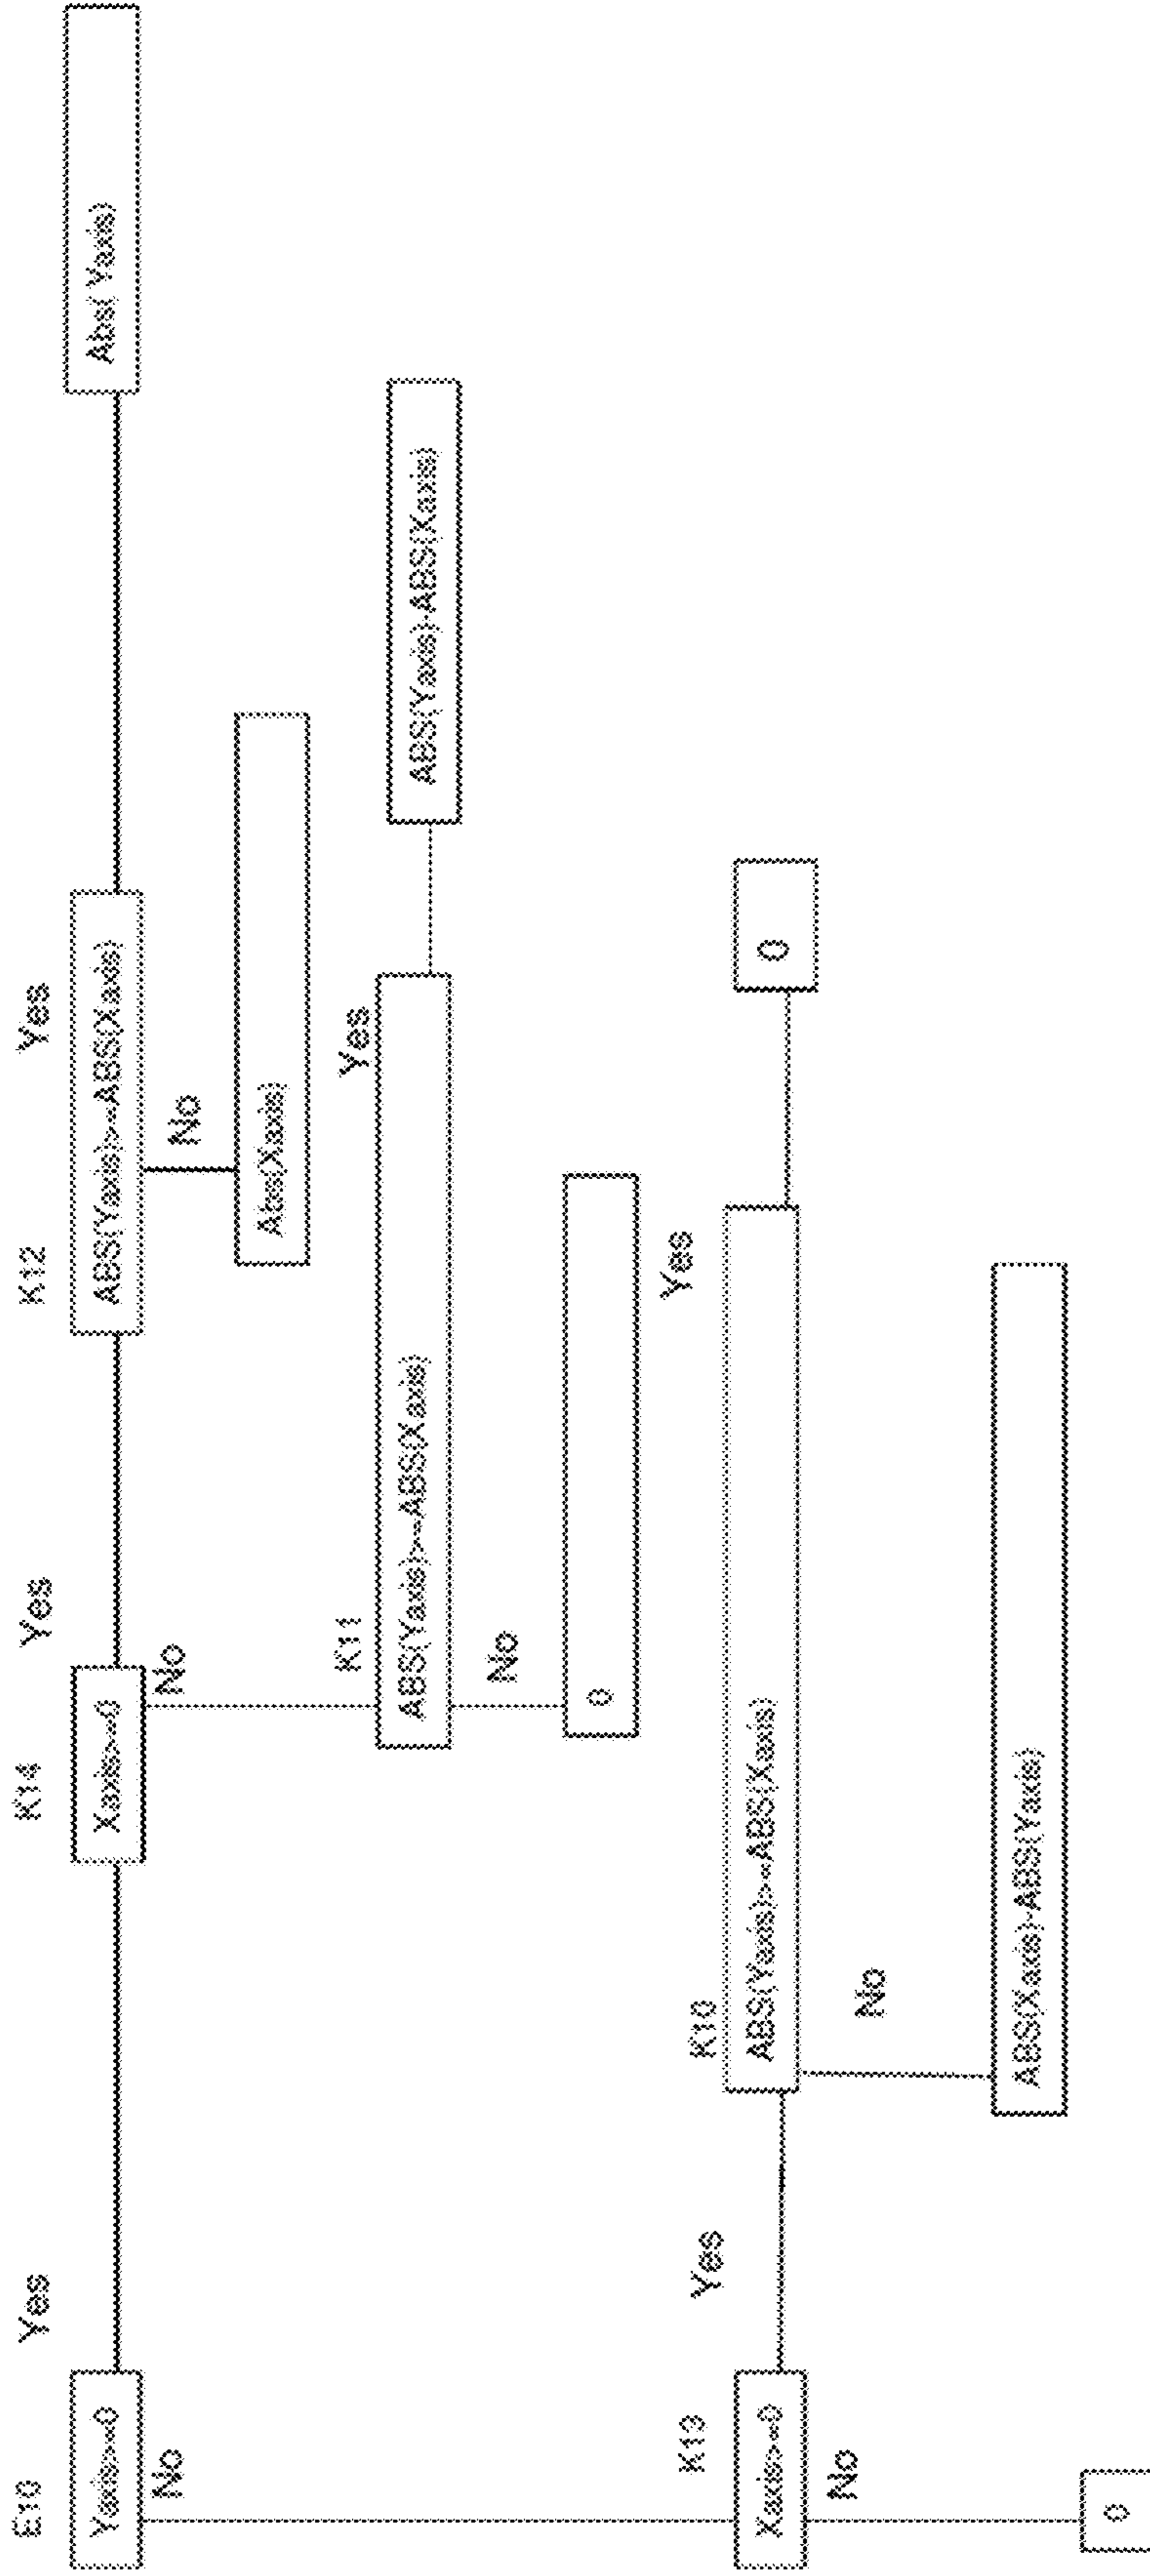 E10
Yaxis>=0
Yes
No
K14
Xaxis>=0
Yes
No
K12
ABS(Yaxis)>=ABS(Xaxis)
Yes
Abs( Yaxis)
No
Abs(Xaxis)
K11
ABS(Yaxis)>=ABS(Xaxis)
Yes
ABS(Yaxis)-ABS(Xaxis)
No
0
K13
Xaxis>=0
Yes
No
0
K10
ABS(Yaxis)>=ABS(Xaxis)
Yes
0
No
ABS(Xaxis)-ABS(Yaxis)